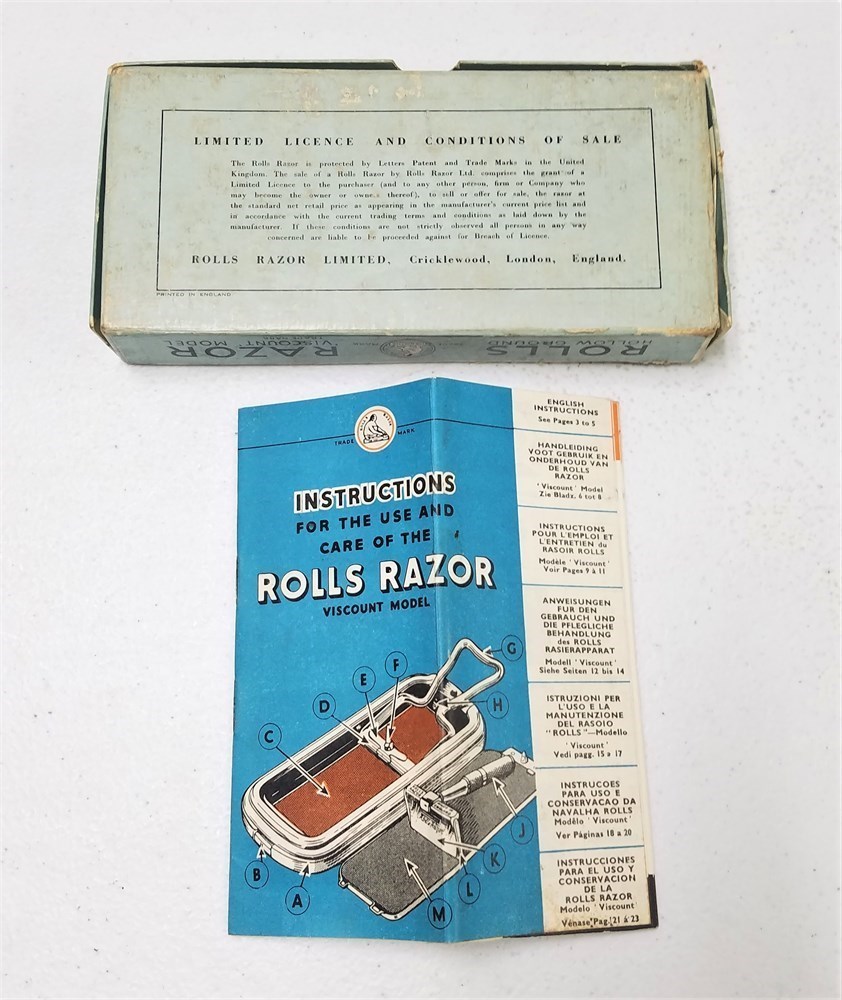 LIMITED LICENCE AND CONDITIONS OF SALE
The Rolls Razor is protected by Letters Patent and Trade Marks in the United
Kingdom. The sale of a Rolls Razor by Rolls Razor Ltd. comprises the grant of a
Limited Licence to the purchaser (and to any other person, firm or Company who
may become the owner or owners thereof), to sell or offer for sale, the razor at
the standard net retail price as appearing in the manufacturer's current price list and
in accordance with the current trading terms and conditions as laid down by the
manufacturer. If these conditions are not strictly observed all persons in any way
concerned are liable to be proceeded against for Breach of Licence.
ROLLS RAZOR LIMITED, Cricklewood, London, England.
PRINTED IN ENGLAND
ROLLS RAZOR
HOLLOW GROUND VISCOUNT MODEL
TRADE MARK
INSTRUCTIONS
FOR THE USE AND
CARE OF THE
ROLLS RAZOR
VISCOUNT MODEL
G
F
E
H
D
C
J
B
A
K
L
M
ENGLISH
INSTRUCTIONS
See Pages 3 to 5
HANDLEIDING
VOOT GEBRUIK EN
ONDERHOUD VAN
DE ROLLS
RAZOR
'Viscount' Model
Zie Bladz. 6 tot 8
INSTRUCTIONS
POUR L'EMPLOI ET
L'ENTRETIEN du
RASOIR ROLLS
Modèle 'Viscount'
Voir Pages 9 à 11
ANWEISUNGEN
FUR DEN
GEBRAUCH UND
DIE PFLEGLICHE
BEHANDLUNG
des ROLLS
RASIERAPPARAT
Modell 'Viscount'
Siehe Seiten 12 bis 14
ISTRUZIONI PER
L'USO E LA
MANUTENZIONE
DEL RASOIO
"ROLLS"—Modello
'Viscount'
Vedi pagg. 15 a 17
INSTRUCOES
PARA USO E
CONSERVACAO DA
NAVALHA ROLLS
Modêlo 'Viscount'
Ver Páginas 18 a 20
INSTRUCCIONES
PARA EL USO Y
CONSERVACION
DE LA
ROLLS RAZOR
Modelo 'Viscount'
Vénase Pag. 21 á 23